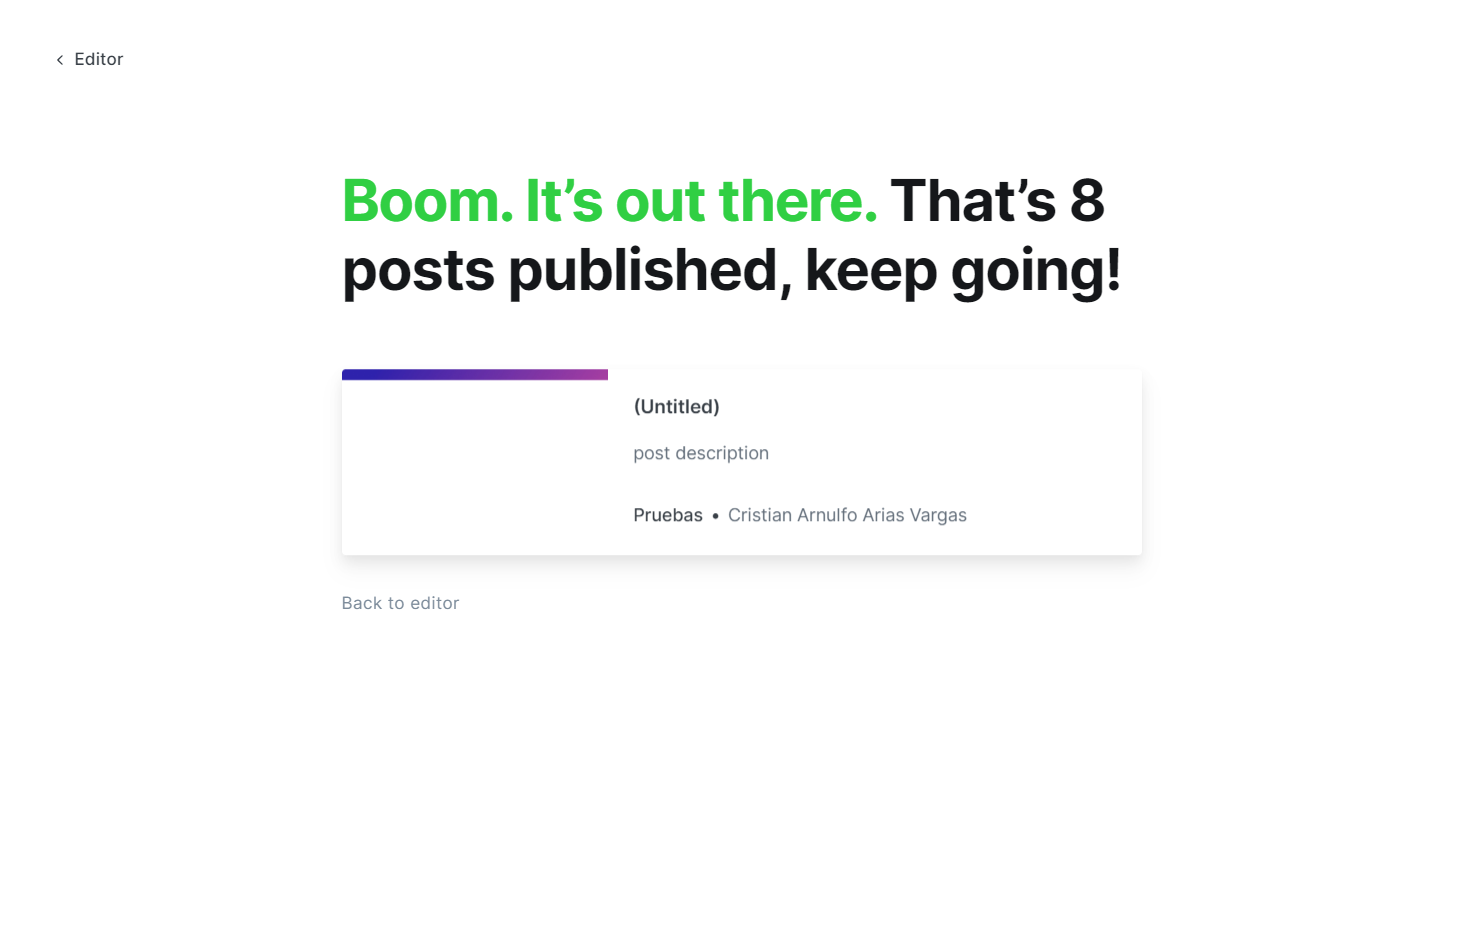 Editor
Boom. It’s out there. That’s 8
posts published, keep going!
(Untitled)
post description
Pruebas • Cristian Arnulfo Arias Vargas
Back to editor